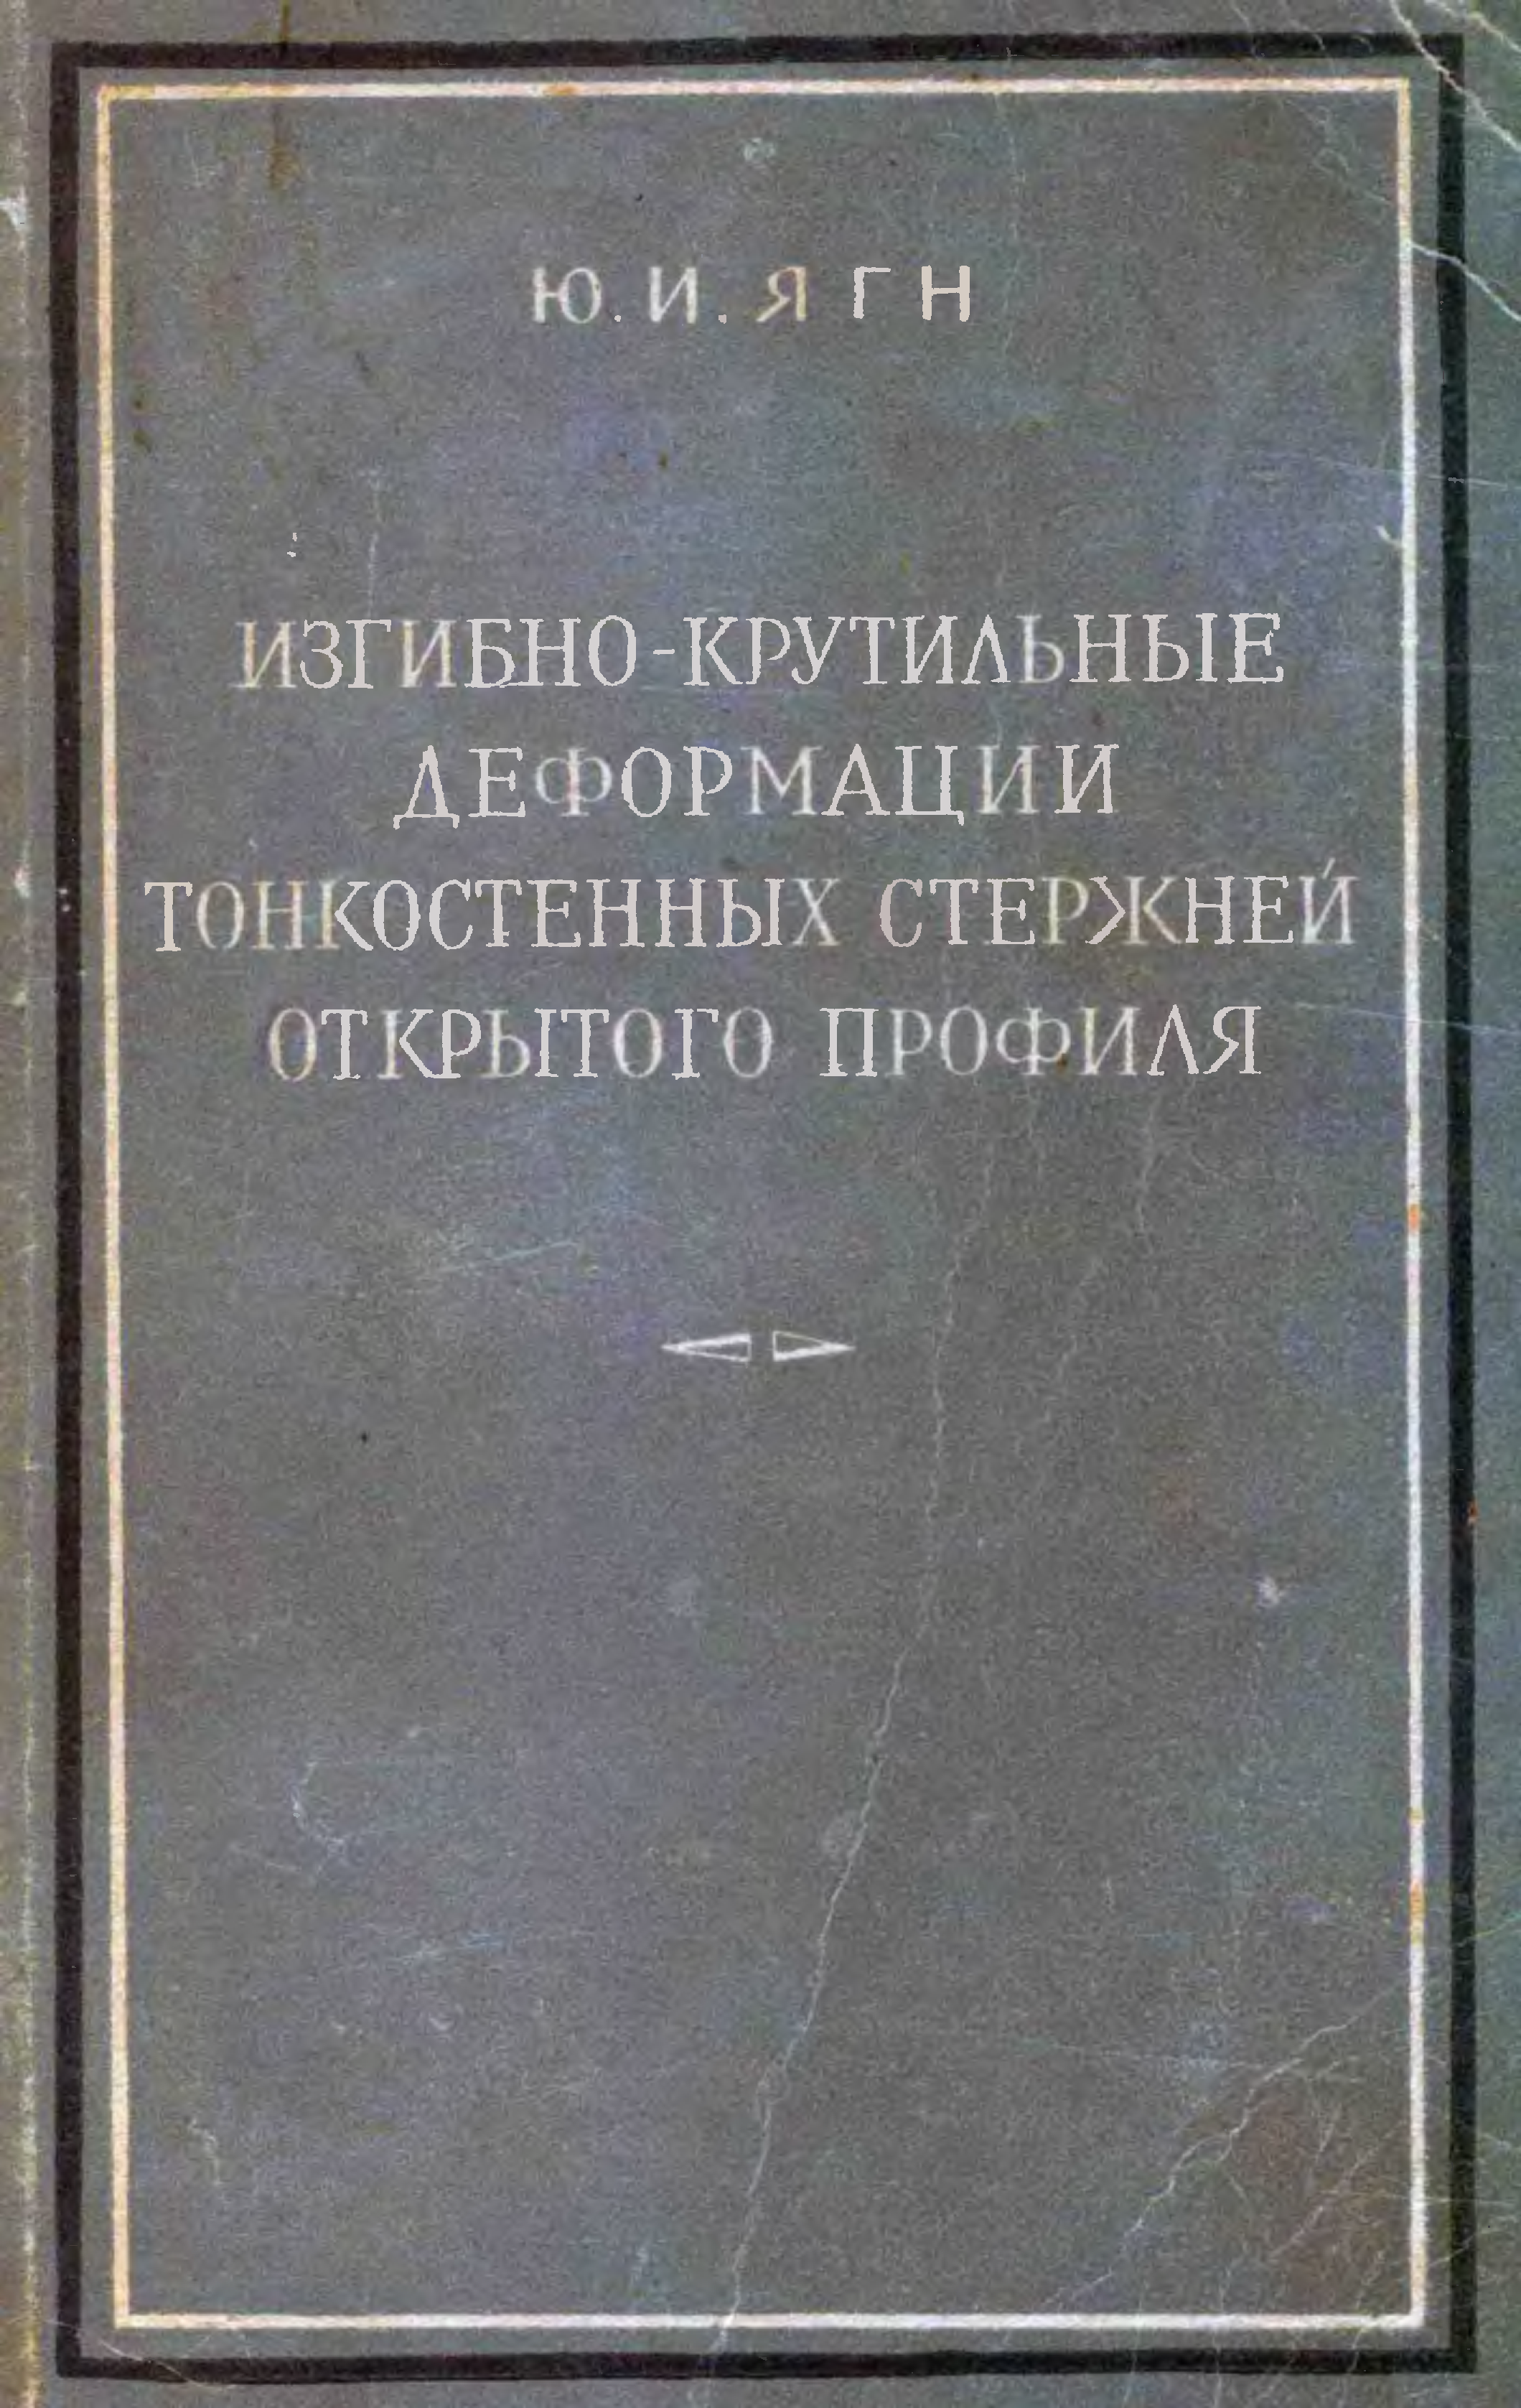 Ю. И. ЯГН
ИЗГИБНО-КРУТИЛЬНЫЕ
ДЕФОРМАЦИИ
ТОНКОСТЕННЫХ СТЕРЖНЕЙ
ОТКРЫТОГО ПРОФИЛЯ